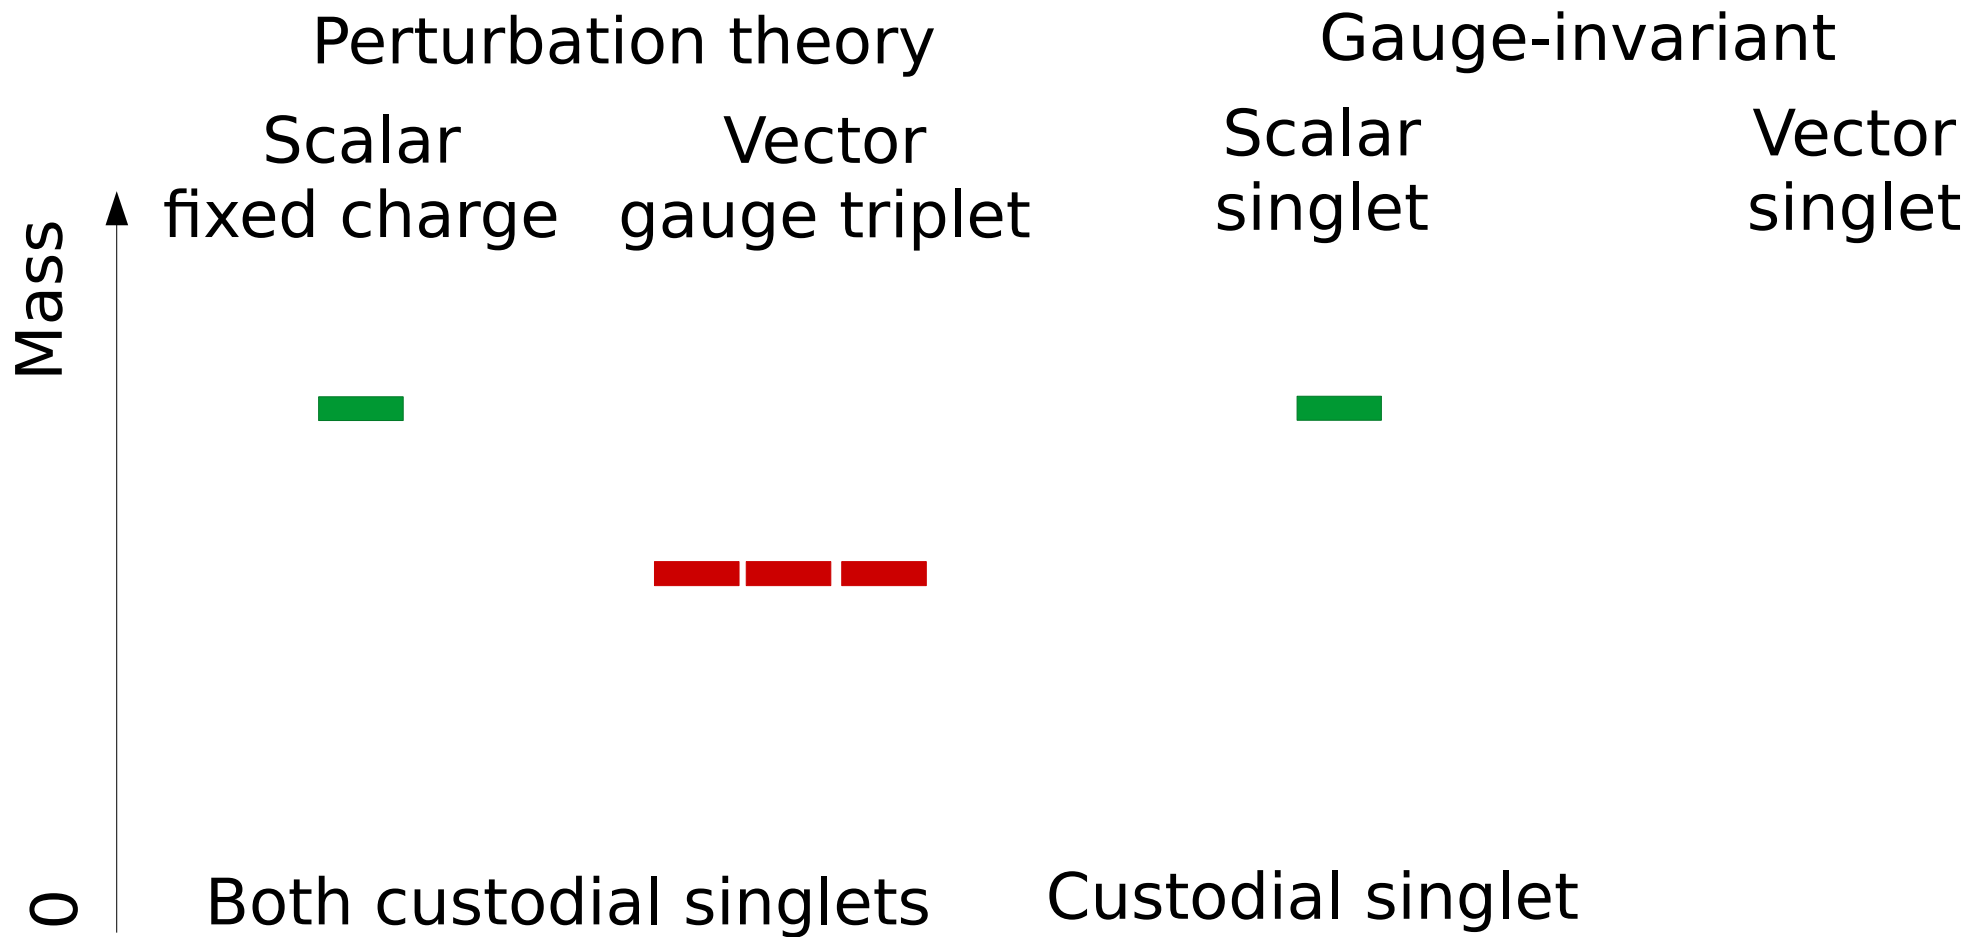 Perturbation theory
Gauge-invariant
Scalar
fixed charge
Vector
gauge triplet
Scalar
singlet
Vector
singlet
Mass
0
Both custodial singlets
Custodial singlet